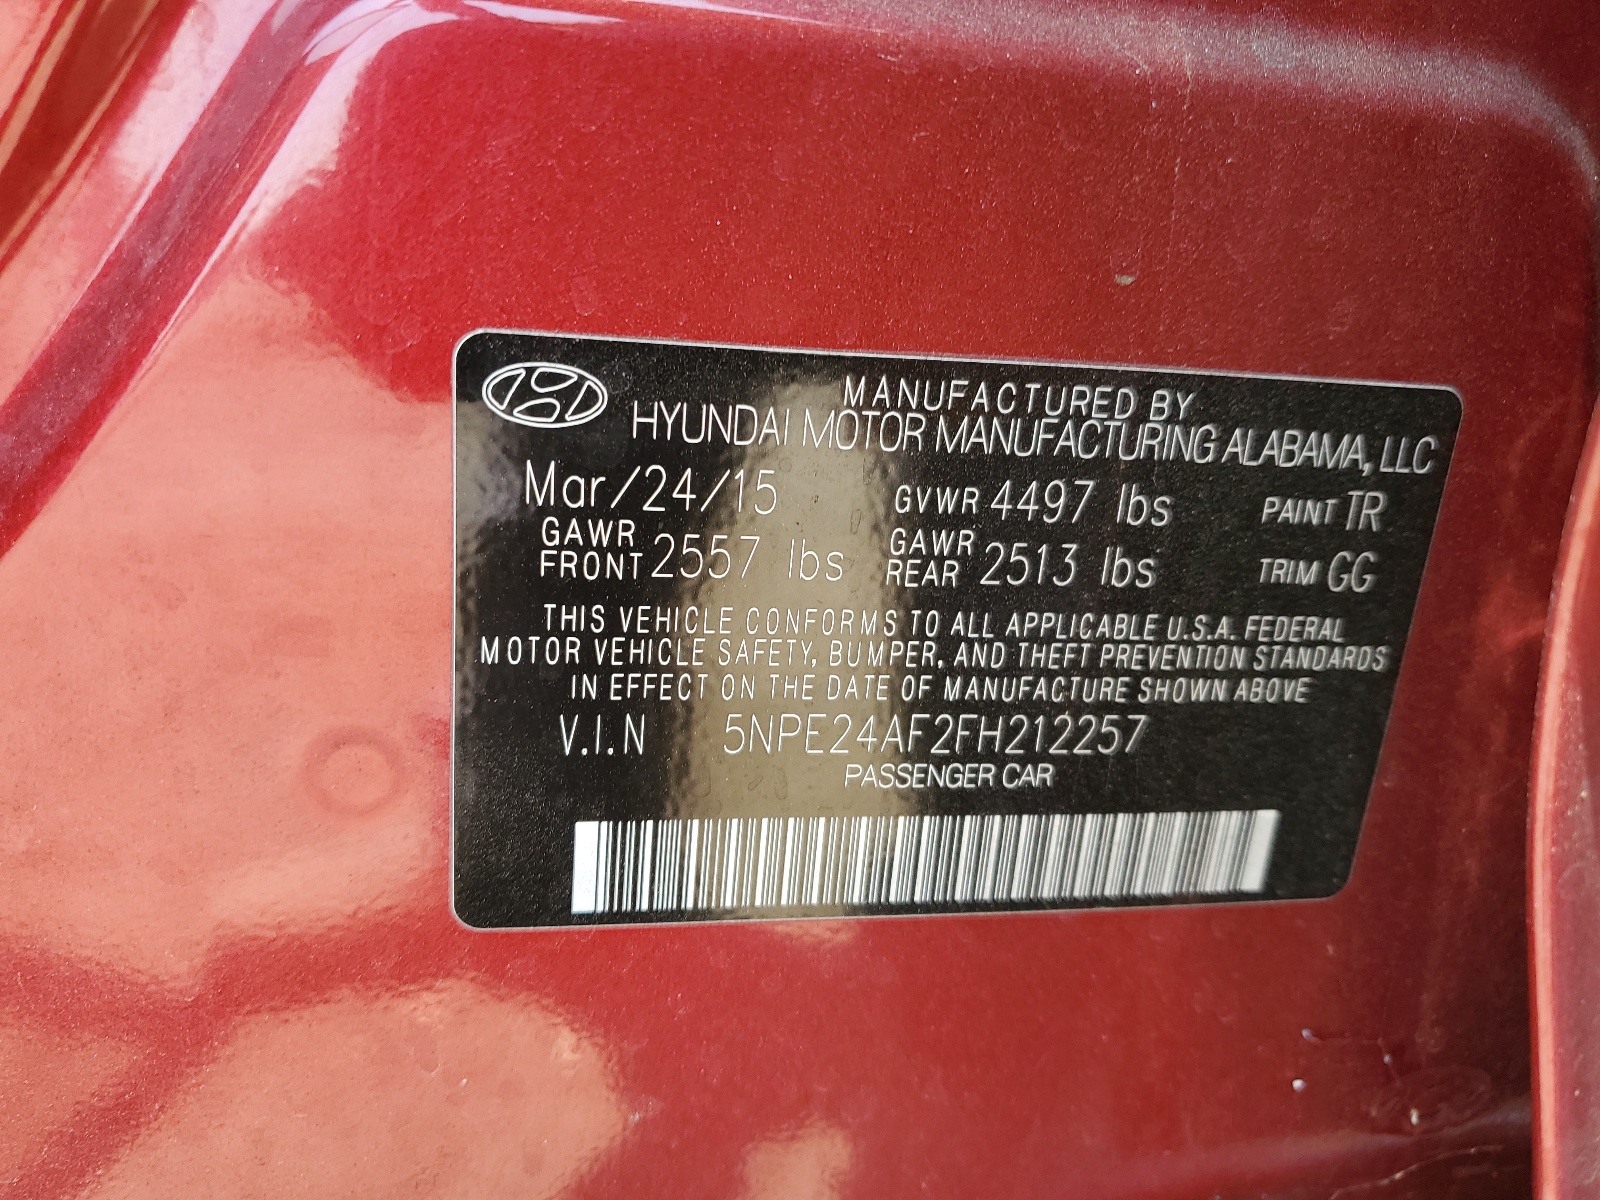 MANUFACTURED BY
HYUNDAI MOTOR MANUFACTURING ALABAMA, LLC
Mar/24/15 GVWR 4497 lbs PAINT TR
GAWR FRONT 2557 lbs GAWR REAR 2513 lbs TRIM GG
THIS VEHICLE CONFORMS TO ALL APPLICABLE U.S.A. FEDERAL
MOTOR VEHICLE SAFETY, BUMPER, AND THEFT PREVENTION STANDARDS
IN EFFECT ON THE DATE OF MANUFACTURE SHOWN ABOVE
V.I.N 5NPE24AF2FH212257
PASSENGER CAR